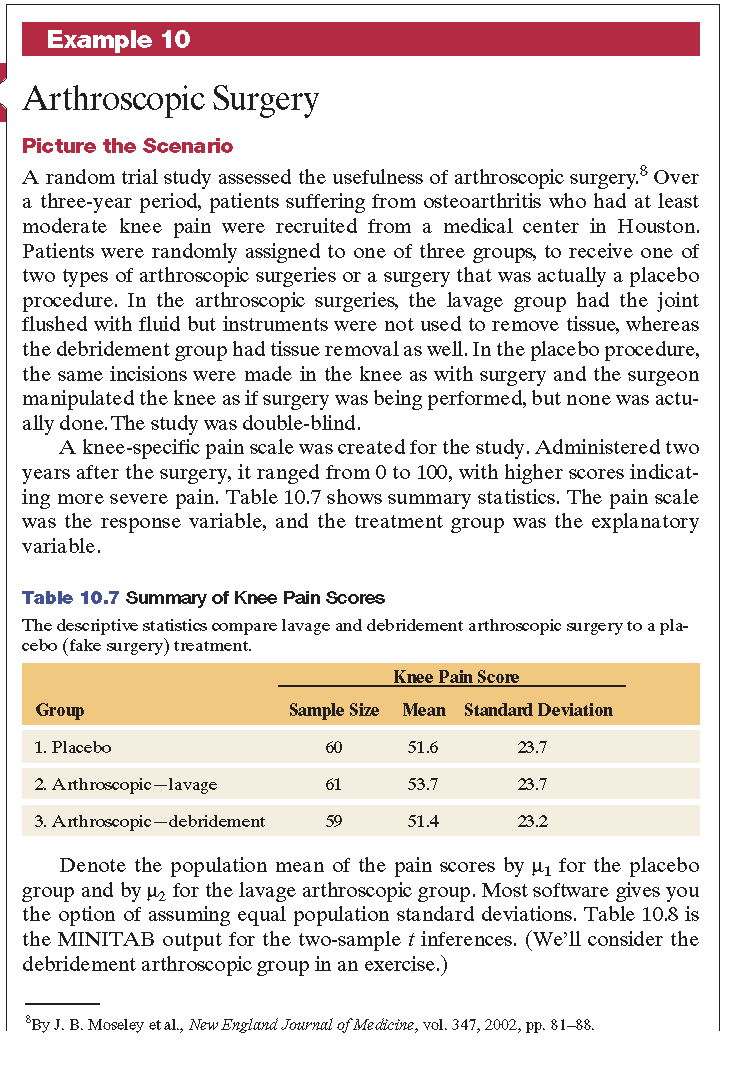 Example 10
Arthroscopic Surgery
Picture the Scenario
A random trial study assessed the usefulness of arthroscopic surgery.⁸ Over
a three-year period, patients suffering from osteoarthritis who had at least
moderate knee pain were recruited from a medical center in Houston.
Patients were randomly assigned to one of three groups, to receive one of
two types of arthroscopic surgeries or a surgery that was actually a placebo
procedure. In the arthroscopic surgeries, the lavage group had the joint
flushed with fluid but instruments were not used to remove tissue, whereas
the debridement group had tissue removal as well. In the placebo procedure,
the same incisions were made in the knee as with surgery and the surgeon
manipulated the knee as if surgery was being performed, but none was actu-
ally done. The study was double-blind.
A knee-specific pain scale was created for the study. Administered two
years after the surgery, it ranged from 0 to 100, with higher scores indicat-
ing more severe pain. Table 10.7 shows summary statistics. The pain scale
was the response variable, and the treatment group was the explanatory
variable.
Table 10.7 Summary of Knee Pain Scores
The descriptive statistics compare lavage and debridement arthroscopic surgery to a pla-
cebo (fake surgery) treatment.
Knee Pain Score
Group Sample Size Mean Standard Deviation
1. Placebo 60 51.6 23.7
2. Arthroscopic—lavage 61 53.7 23.7
3. Arthroscopic—debridement 59 51.4 23.2
Denote the population mean of the pain scores by μ₁ for the placebo
group and by μ₂ for the lavage arthroscopic group. Most software gives you
the option of assuming equal population standard deviations. Table 10.8 is
the MINITAB output for the two-sample t inferences. (We'll consider the
debridement arthroscopic group in an exercise.)
⁸By J. B. Moseley et al., New England Journal of Medicine, vol. 347, 2002, pp. 81–88.